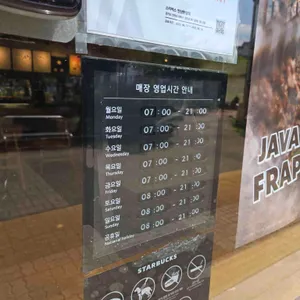 매장 영업시간 안내
월요일 07 : 00 - 21 : 00
Monday
화요일 07 : 00 - 21 : 00
Tuesday
수요일 07 : 00 - 21 : 00
Wednesday
목요일 07 : 00 - 21 : 00
Thursday
금요일 07 : 00 - 21 : 00
Friday
토요일 08 : 00 - 21 : 00
Saturday
일요일 08 : 00 - 21 : 00
Sunday
공휴일 08 : 00 - 21 : 00
National holiday
STARBUCKS
JAVA
FRAP